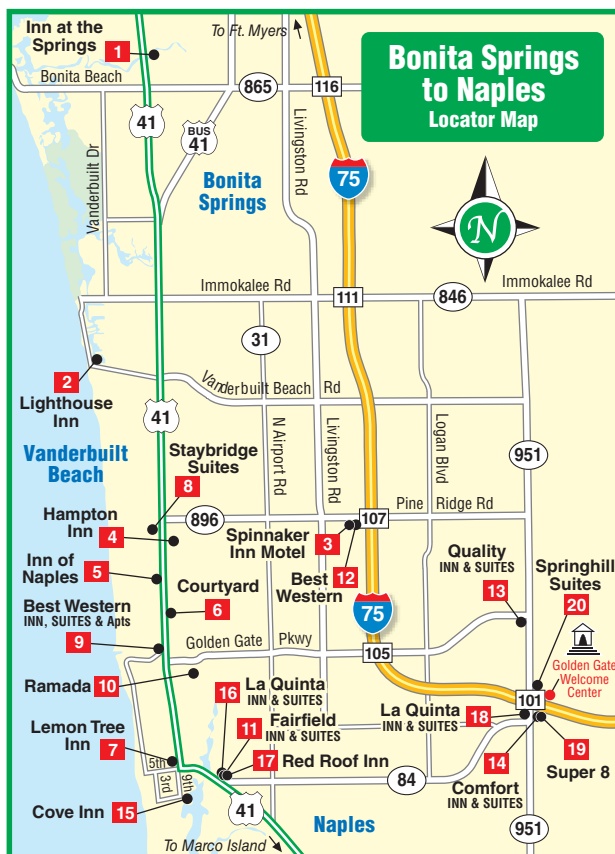 Bonita Springs
to Naples
Locator Map
Inn at the
Springs
1
To Ft. Myers
Bonita Beach
865
116
41
BUS
41
Livingston Rd
75
Vanderbuilt Dr
Bonita
Springs
N
Immokalee Rd
111
846
Immokalee Rd
31
2
Lighthouse
Inn
Vanderbuilt Beach Rd
41
N Airport Rd
Livingston Rd
Logan Blvd
951
Vanderbuilt
Beach
Staybridge
Suites
8
Pine Ridge Rd
896
107
Hampton
Inn
4
Spinnaker
Inn Motel
3
Best
Western
12
Quality
INN & SUITES
13
Springhill
Suites
20
Inn of
Naples
5
Courtyard
6
75
Best Western
INN, SUITES & Apts
9
Golden Gate Pkwy
105
Golden Gate
Welcome
Center
Ramada
10
16
La Quinta
INN & SUITES
101
La Quinta
INN & SUITES
18
11
Fairfield
INN & SUITES
Lemon Tree
Inn
7
17
Red Roof Inn
14
Comfort
INN & SUITES
19
Super 8
5th
3rd
9th
84
Cove Inn
15
41
Naples
951
To Marco Island